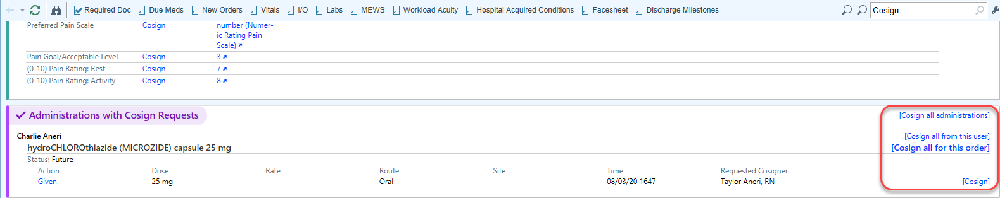 Required Doc Due Meds New Orders Vitals I/O Labs MEWS Workload Acuity Hospital Acquired Conditions Facesheet Discharge Milestones Cosign
Preferred Pain Scale Cosign number (Numer-
ic Rating Pain
Scale)
Pain Goal/Acceptable Level Cosign 3
(0-10) Pain Rating: Rest Cosign 7
(0-10) Pain Rating: Activity Cosign 8
Administrations with Cosign Requests [Cosign all administrations]
Charlie Aneri [Cosign all from this user]
hydroCHLOROthiazide (MICROZIDE) capsule 25 mg [Cosign all for this order]
Status: Future
Action Dose Rate Route Site Time Requested Cosigner
Given 25 mg Oral 08/03/20 1647 Taylor Aneri, RN [Cosign]